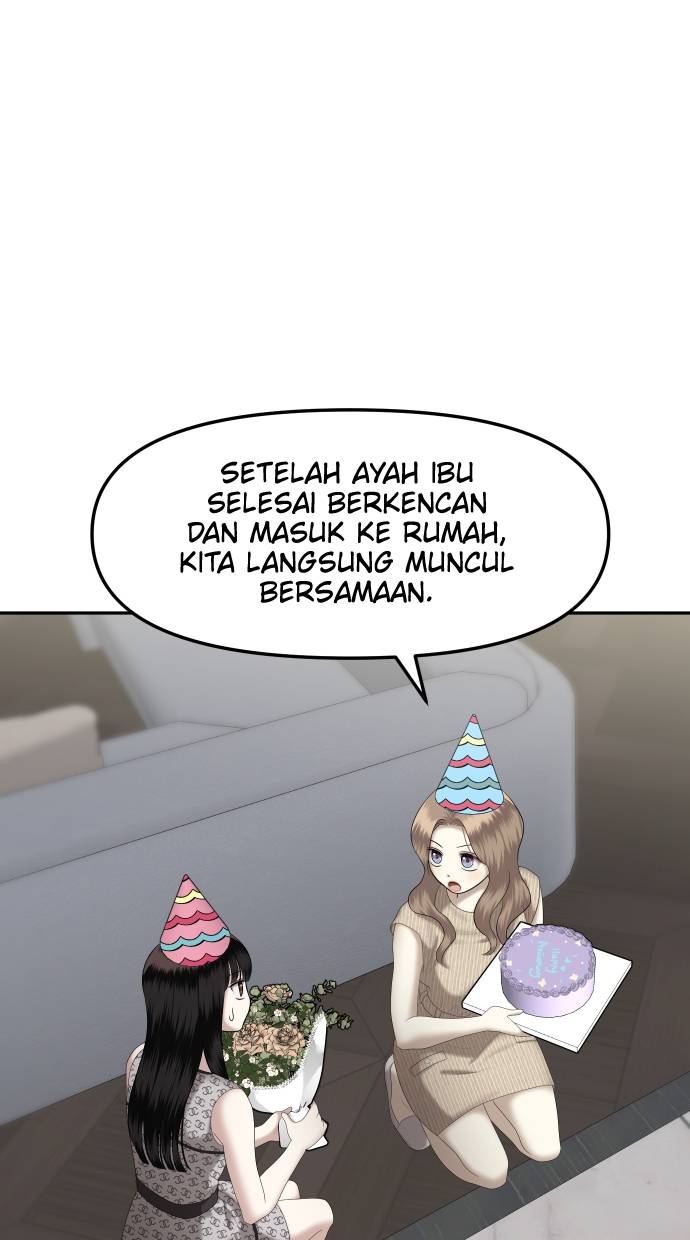 SETELAH AYAH IBU
SELESAI BERKENCAN
DAN MASUK KE RUMAH,
KITA LANGSUNG MUNCUL
BERSAMAAN.